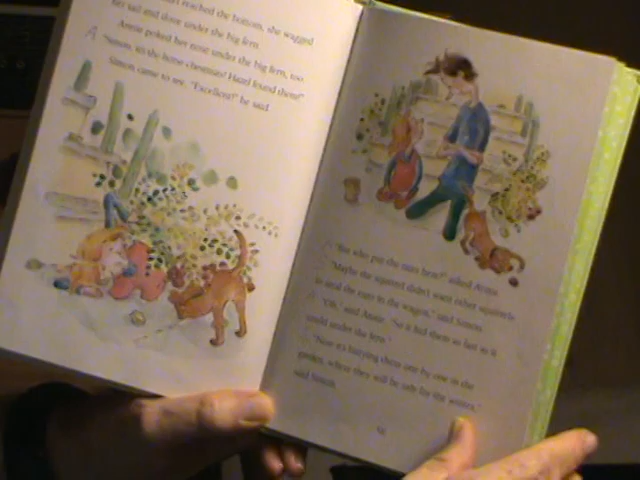 reached the bottom, she wagged
her tail and dove under the big fern.
Annie poked her nose under the big fern, too.
"Simon, it's the horse chestnuts! Hazel found them!"
Simon came to see. "Excellent!" he said.
"But who put the nuts here?" asked Annie.
"Maybe the squirrel didn't want other squirrels
to steal the nuts in the wagon," said Simon.
"Oh," said Annie. "So it hid them as fast as it
could under the fern."
"Now it's burying them one by one in the
garden, where they will be safe for the winter,"
said Simon.